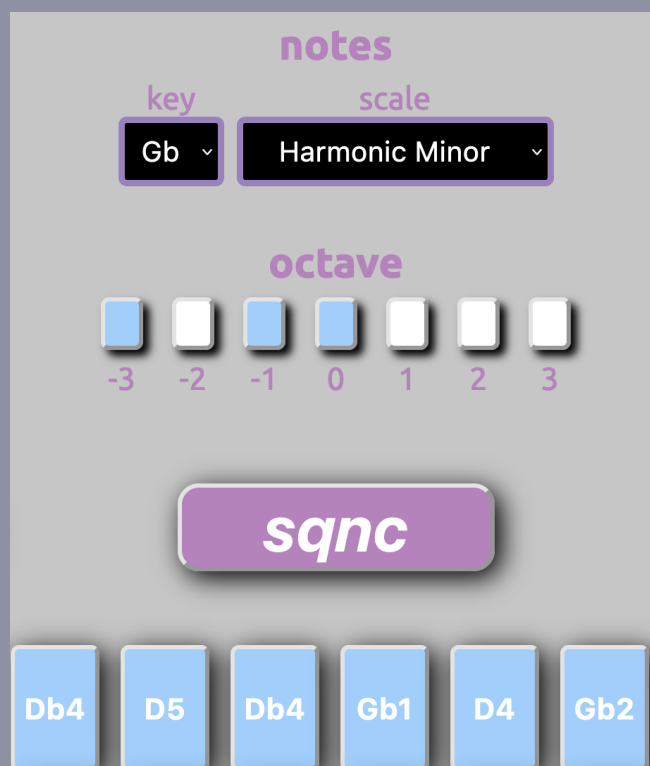 notes
key scale
Gb Harmonic Minor
octave
-3 -2 -1 0 1 2 3
sqnc
Db4 D5 Db4 Gb1 D4 Gb2